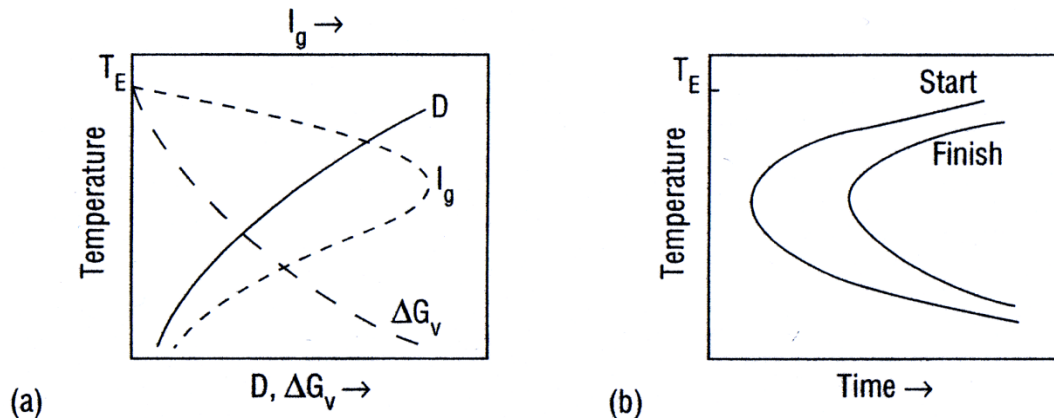 I_g →
T_E
D
I_g
ΔG_v
Temperature
D, ΔG_v →
(a)
T_E
Start
Finish
Temperature
Time →
(b)